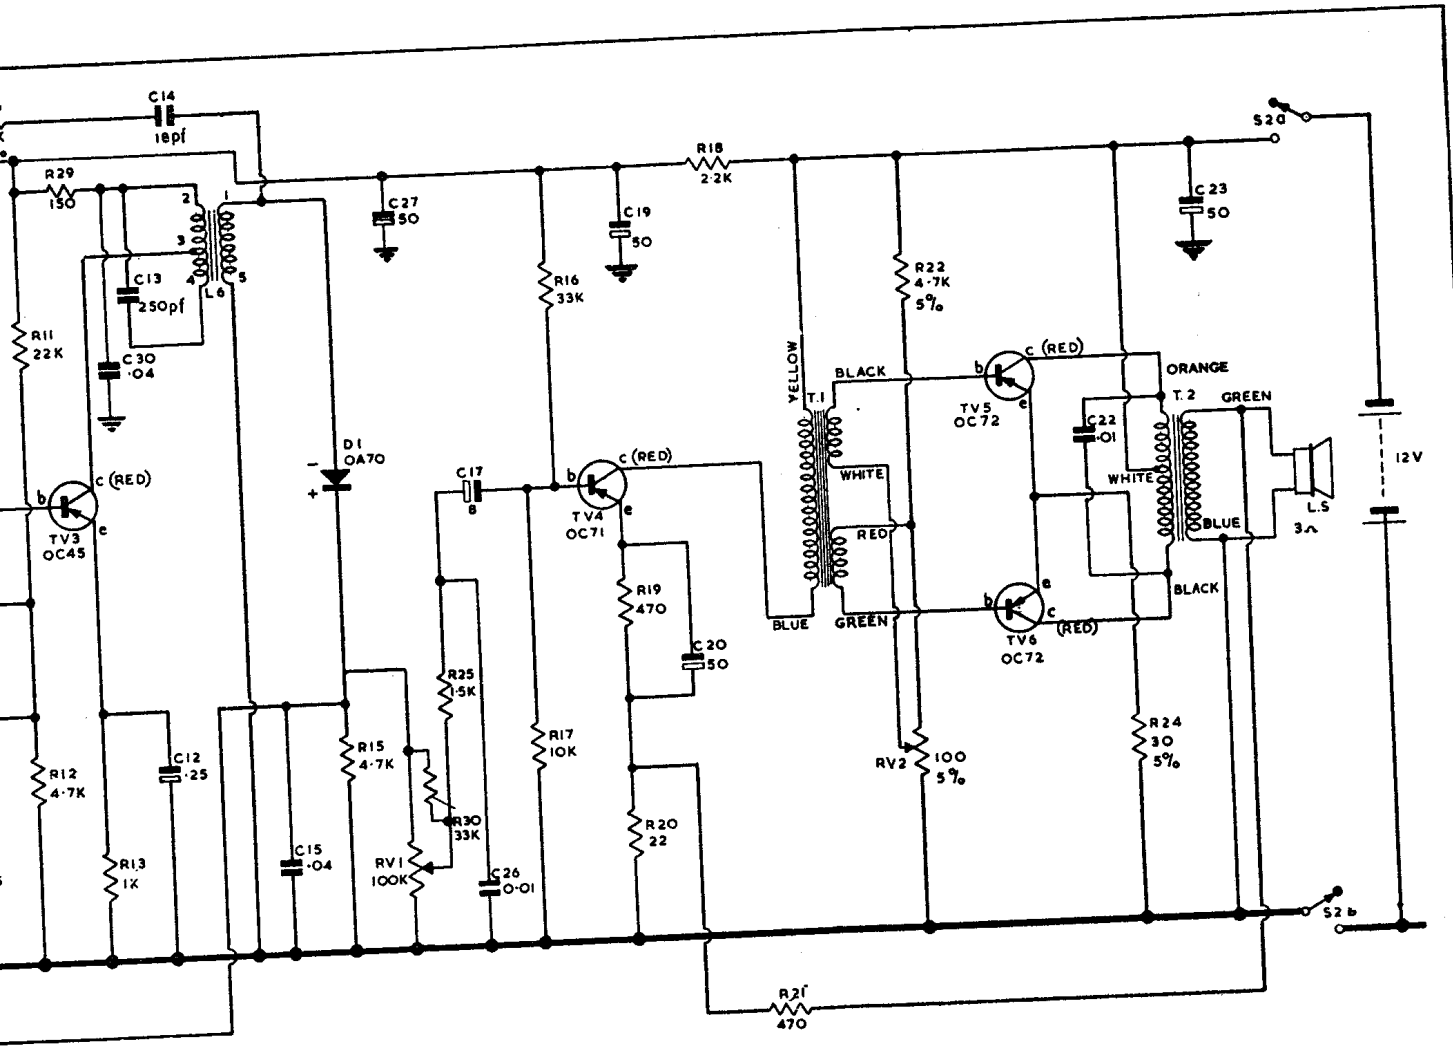 C14
18pf
R29
150
2
1
3
4
5
L6
C13
250pf
R11
22K
C30
.04
C27
50
C19
50
R16
33K
R18
2.2K
R22
4.7K
5%
S2a
C23
50
YELLOW
T.1
BLACK
WHITE
RED
BLUE
GREEN
b
c (RED)
e
TV5
OC72
ORANGE
T.2
GREEN
C22
.01
WHITE
BLUE
BLACK
L.S
3Ω
12V
D1
OA70
-
+
b
c (RED)
e
TV3
OC45
C17
8
b
c (RED)
e
TV4
OC71
R19
470
C20
50
b
e
c
(RED)
TV6
OC72
R25
1.5K
R12
4.7K
C12
.25
R13
1K
C15
.04
R15
4.7K
RV1
100K
R30
33K
C26
0.01
R17
10K
R20
22
RV2
100
5%
R24
30
5%
S2b
R21
470